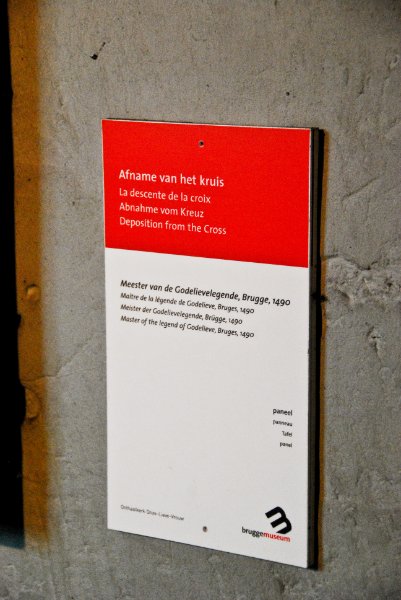 Afname van het kruis
La descente de la croix
Abnahme vom Kreuz
Deposition from the Cross
Meester van de Godelievelegende, Brugge, 1490
Maître de la légende de Godelieve, Bruges, 1490
Meister der Godelievelegende, Brügge, 1490
Master of the legend of Godelieve, Bruges, 1490
paneel
panneau
Tafel
panel
Onthaalkerk Onze-Lieve-Vrouw
bruggemuseum